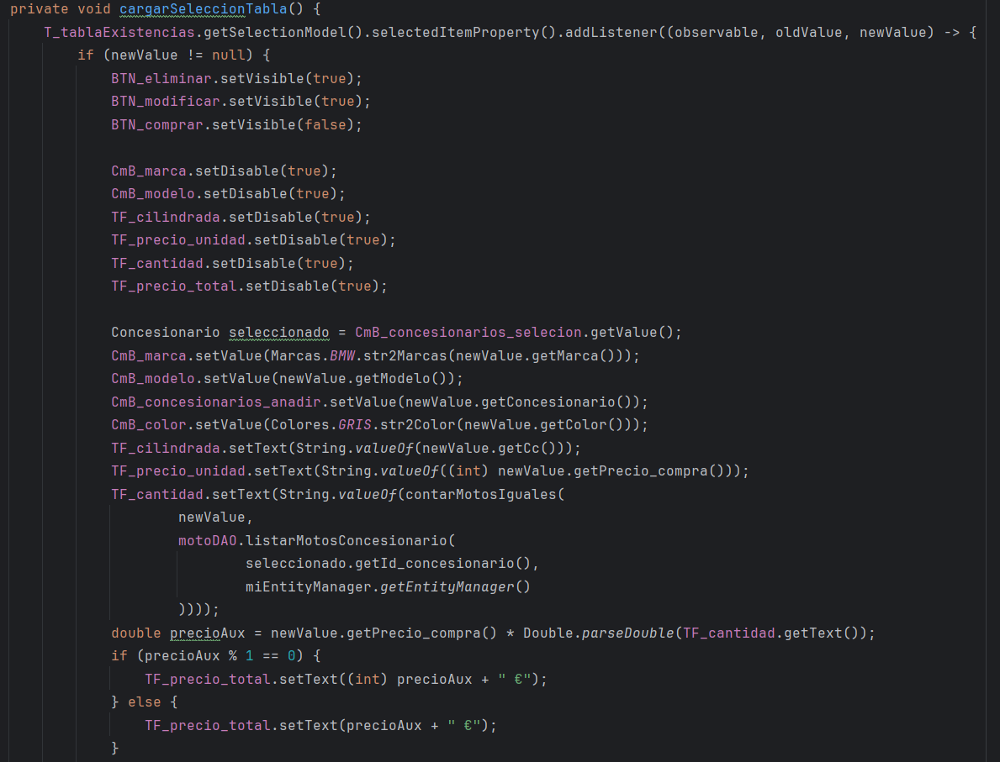 private void cargarSeleccionTabla() {
    T_tablaExistencias.getSelectionModel().selectedItemProperty().addListener((observable, oldValue, newValue) -> {
        if (newValue != null) {
            BTN_eliminar.setVisible(true);
            BTN_modificar.setVisible(true);
            BTN_comprar.setVisible(false);

            CmB_marca.setDisable(true);
            CmB_modelo.setDisable(true);
            TF_cilindrada.setDisable(true);
            TF_precio_unidad.setDisable(true);
            TF_cantidad.setDisable(true);
            TF_precio_total.setDisable(true);

            Concesionario seleccionado = CmB_concesionarios_selecion.getValue();
            CmB_marca.setValue(Marcas.BMW.str2Marcas(newValue.getMarca()));
            CmB_modelo.setValue(newValue.getModelo());
            CmB_concesionarios_anadir.setValue(newValue.getConcesionario());
            CmB_color.setValue(Colores.GRIS.str2Color(newValue.getColor()));
            TF_cilindrada.setText(String.valueOf(newValue.getCc()));
            TF_precio_unidad.setText(String.valueOf((int) newValue.getPrecio_compra()));
            TF_cantidad.setText(String.valueOf(contarMotosIguales(
                    newValue,
                    motoDAO.listarMotosConcesionario(
                            seleccionado.getId_concesionario(),
                            miEntityManager.getEntityManager()
                    ))));
            double precioAux = newValue.getPrecio_compra() * Double.parseDouble(TF_cantidad.getText());
            if (precioAux % 1 == 0) {
                TF_precio_total.setText((int) precioAux + " €");
            } else {
                TF_precio_total.setText(precioAux + " €");
            }